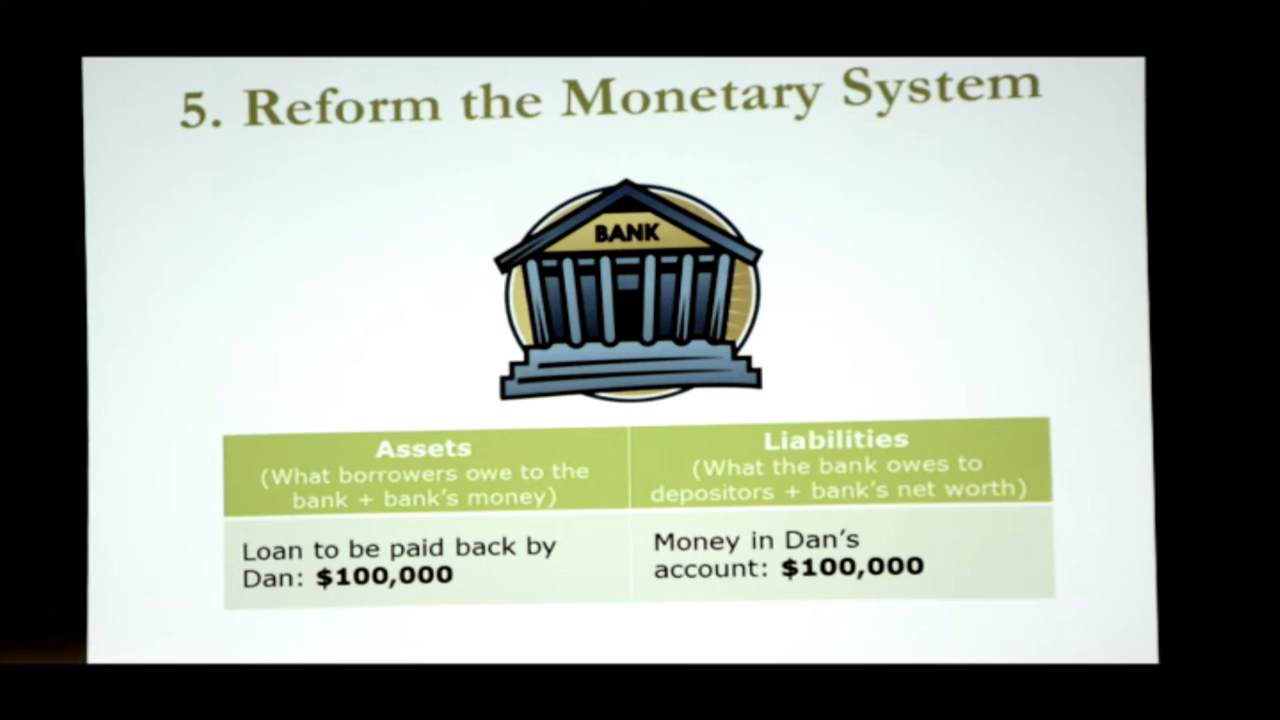 5. Reform the Monetary System
BANK
Assets
(What borrowers owe to the
bank + bank's money)
Liabilities
(What the bank owes to
depositors + bank's net worth)
Loan to be paid back by
Dan: $100,000
Money in Dan's
account: $100,000